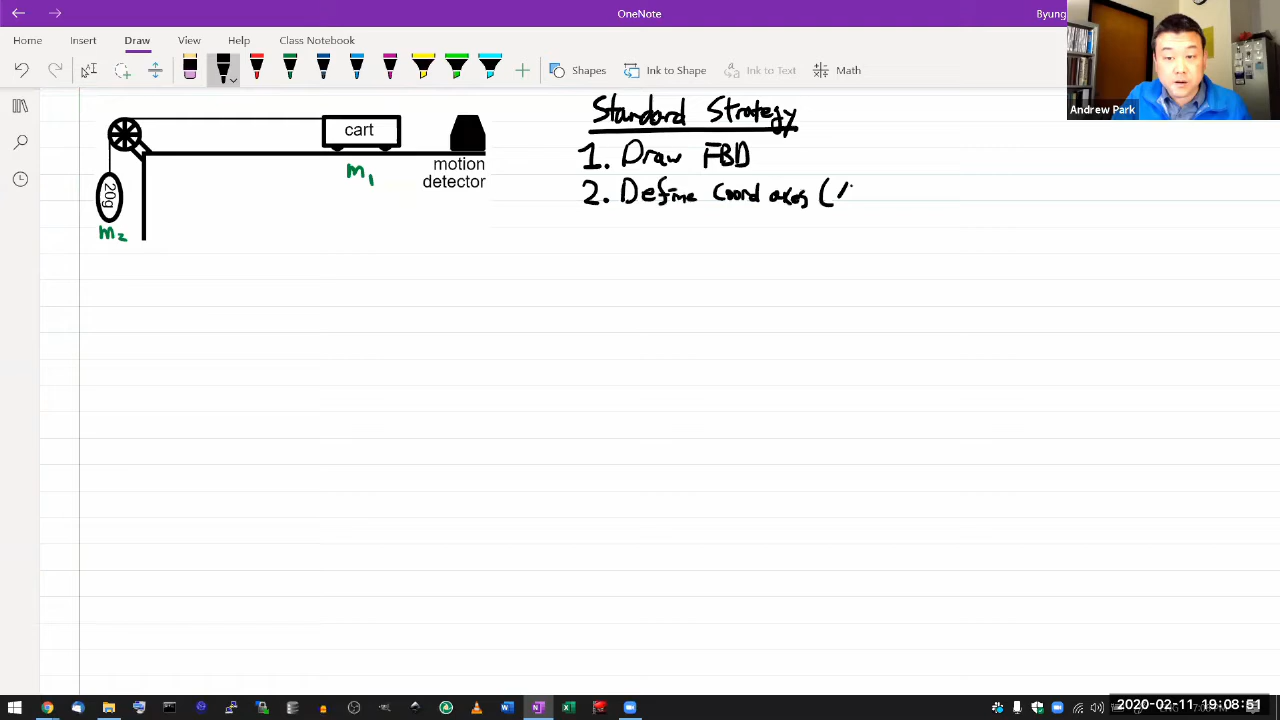 OneNote
Byung
Home Insert Draw View Help Class Notebook
Shapes Ink to Shape Ink to Text Math
Andrew Park
cart
motion
detector
20g
m₁
m₂
Standard Strategy
1. Draw FBD
2. Define Coord axes (
2020-02-11 19:08:51